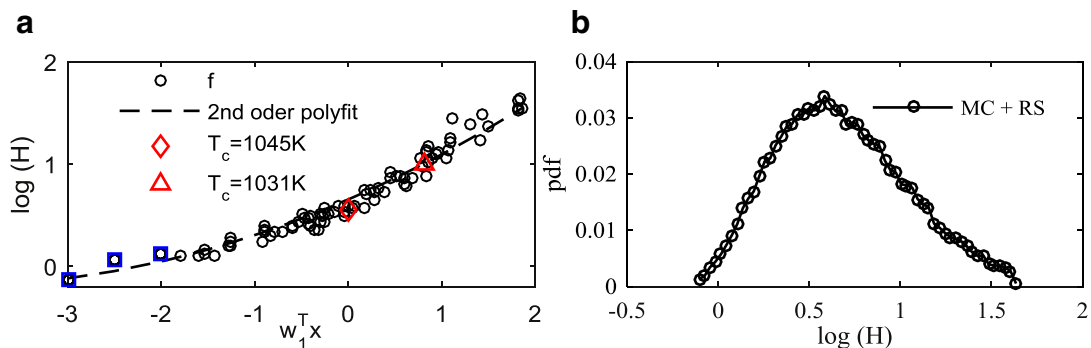 a
b
2
1
0
log (H)
f
2nd oder polyfit
T_c=1045K
T_c=1031K
-3
-2
-1
0
1
2
w_1^T x
0.04
0.03
0.02
0.01
0
pdf
MC + RS
-0.5
0
0.5
1
1.5
2
log (H)